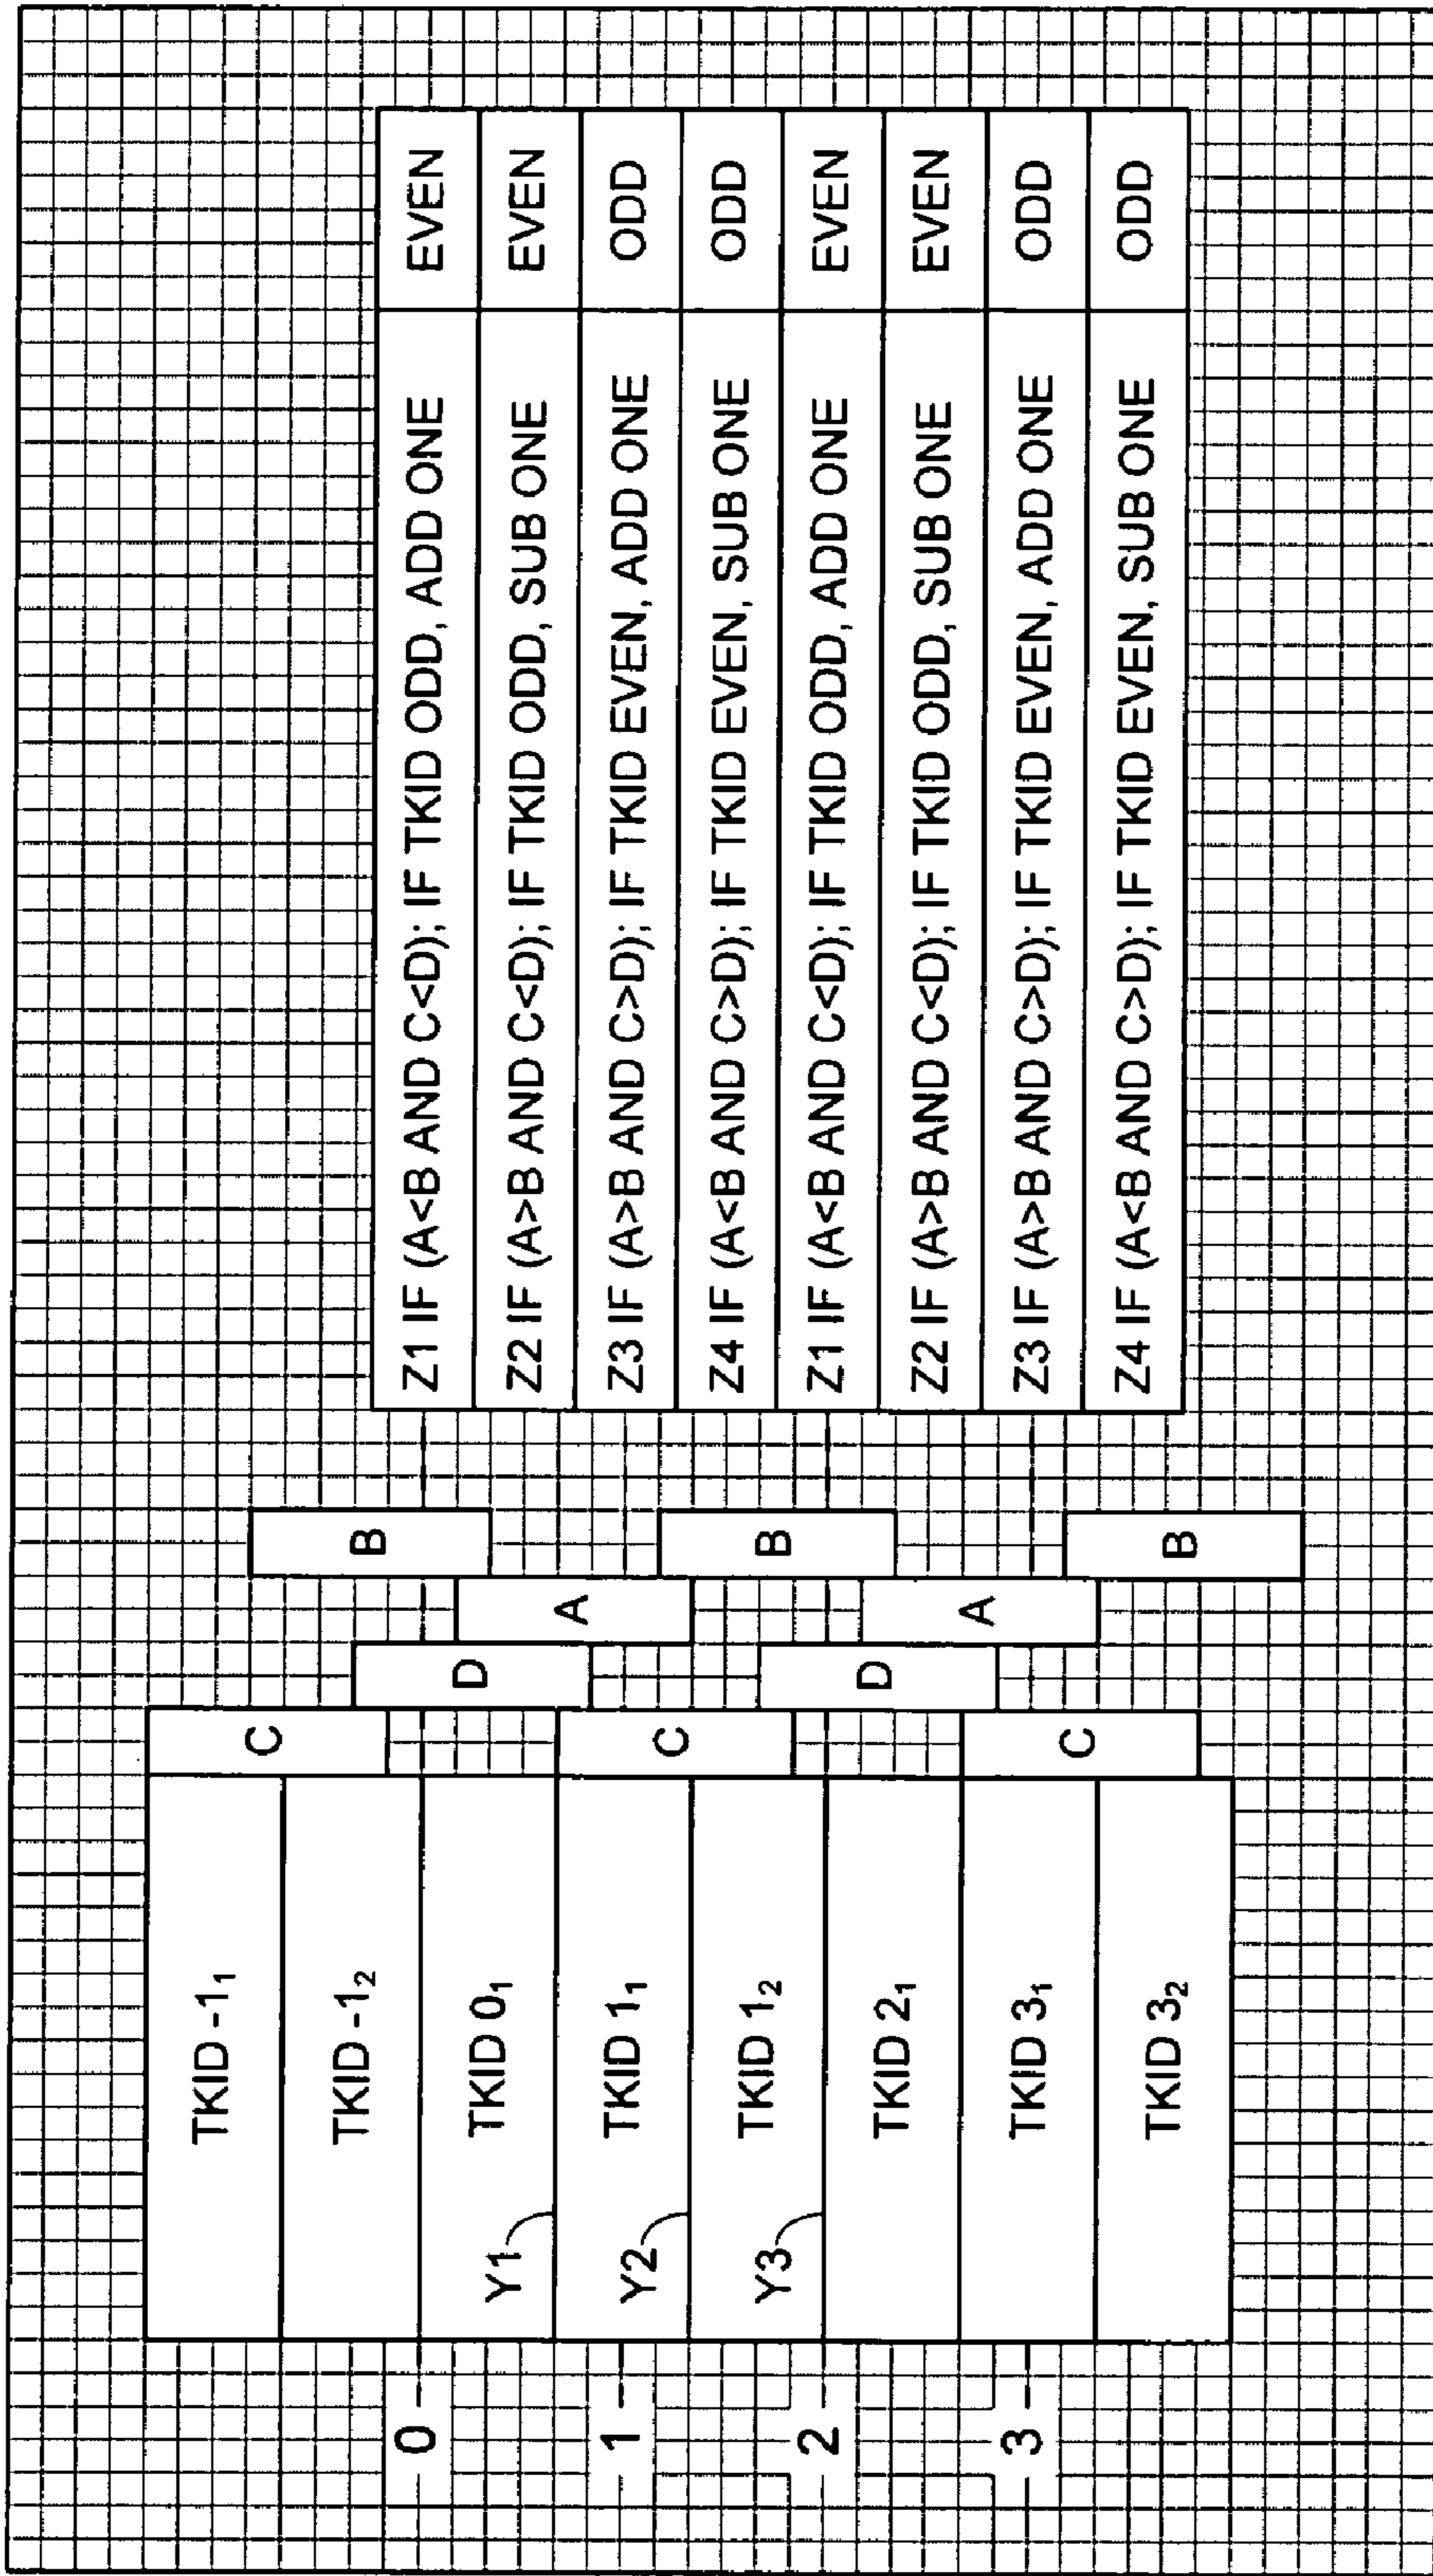 0
1
2
3
TKID -1₁
TKID -1₂
TKID 0₁
Y1
TKID 1₁
Y2
TKID 1₂
Y3
TKID 2₁
TKID 3₁
TKID 3₂
C
C
C
D
D
A
A
B
B
B
Z1 IF (A<B AND C<D); IF TKID ODD, ADD ONE EVEN
Z2 IF (A>B AND C<D); IF TKID ODD, SUB ONE EVEN
Z3 IF (A>B AND C>D); IF TKID EVEN, ADD ONE ODD
Z4 IF (A<B AND C>D); IF TKID EVEN, SUB ONE ODD
Z1 IF (A<B AND C<D); IF TKID ODD, ADD ONE EVEN
Z2 IF (A>B AND C<D); IF TKID ODD, SUB ONE EVEN
Z3 IF (A>B AND C>D); IF TKID EVEN, ADD ONE ODD
Z4 IF (A<B AND C>D); IF TKID EVEN, SUB ONE ODD